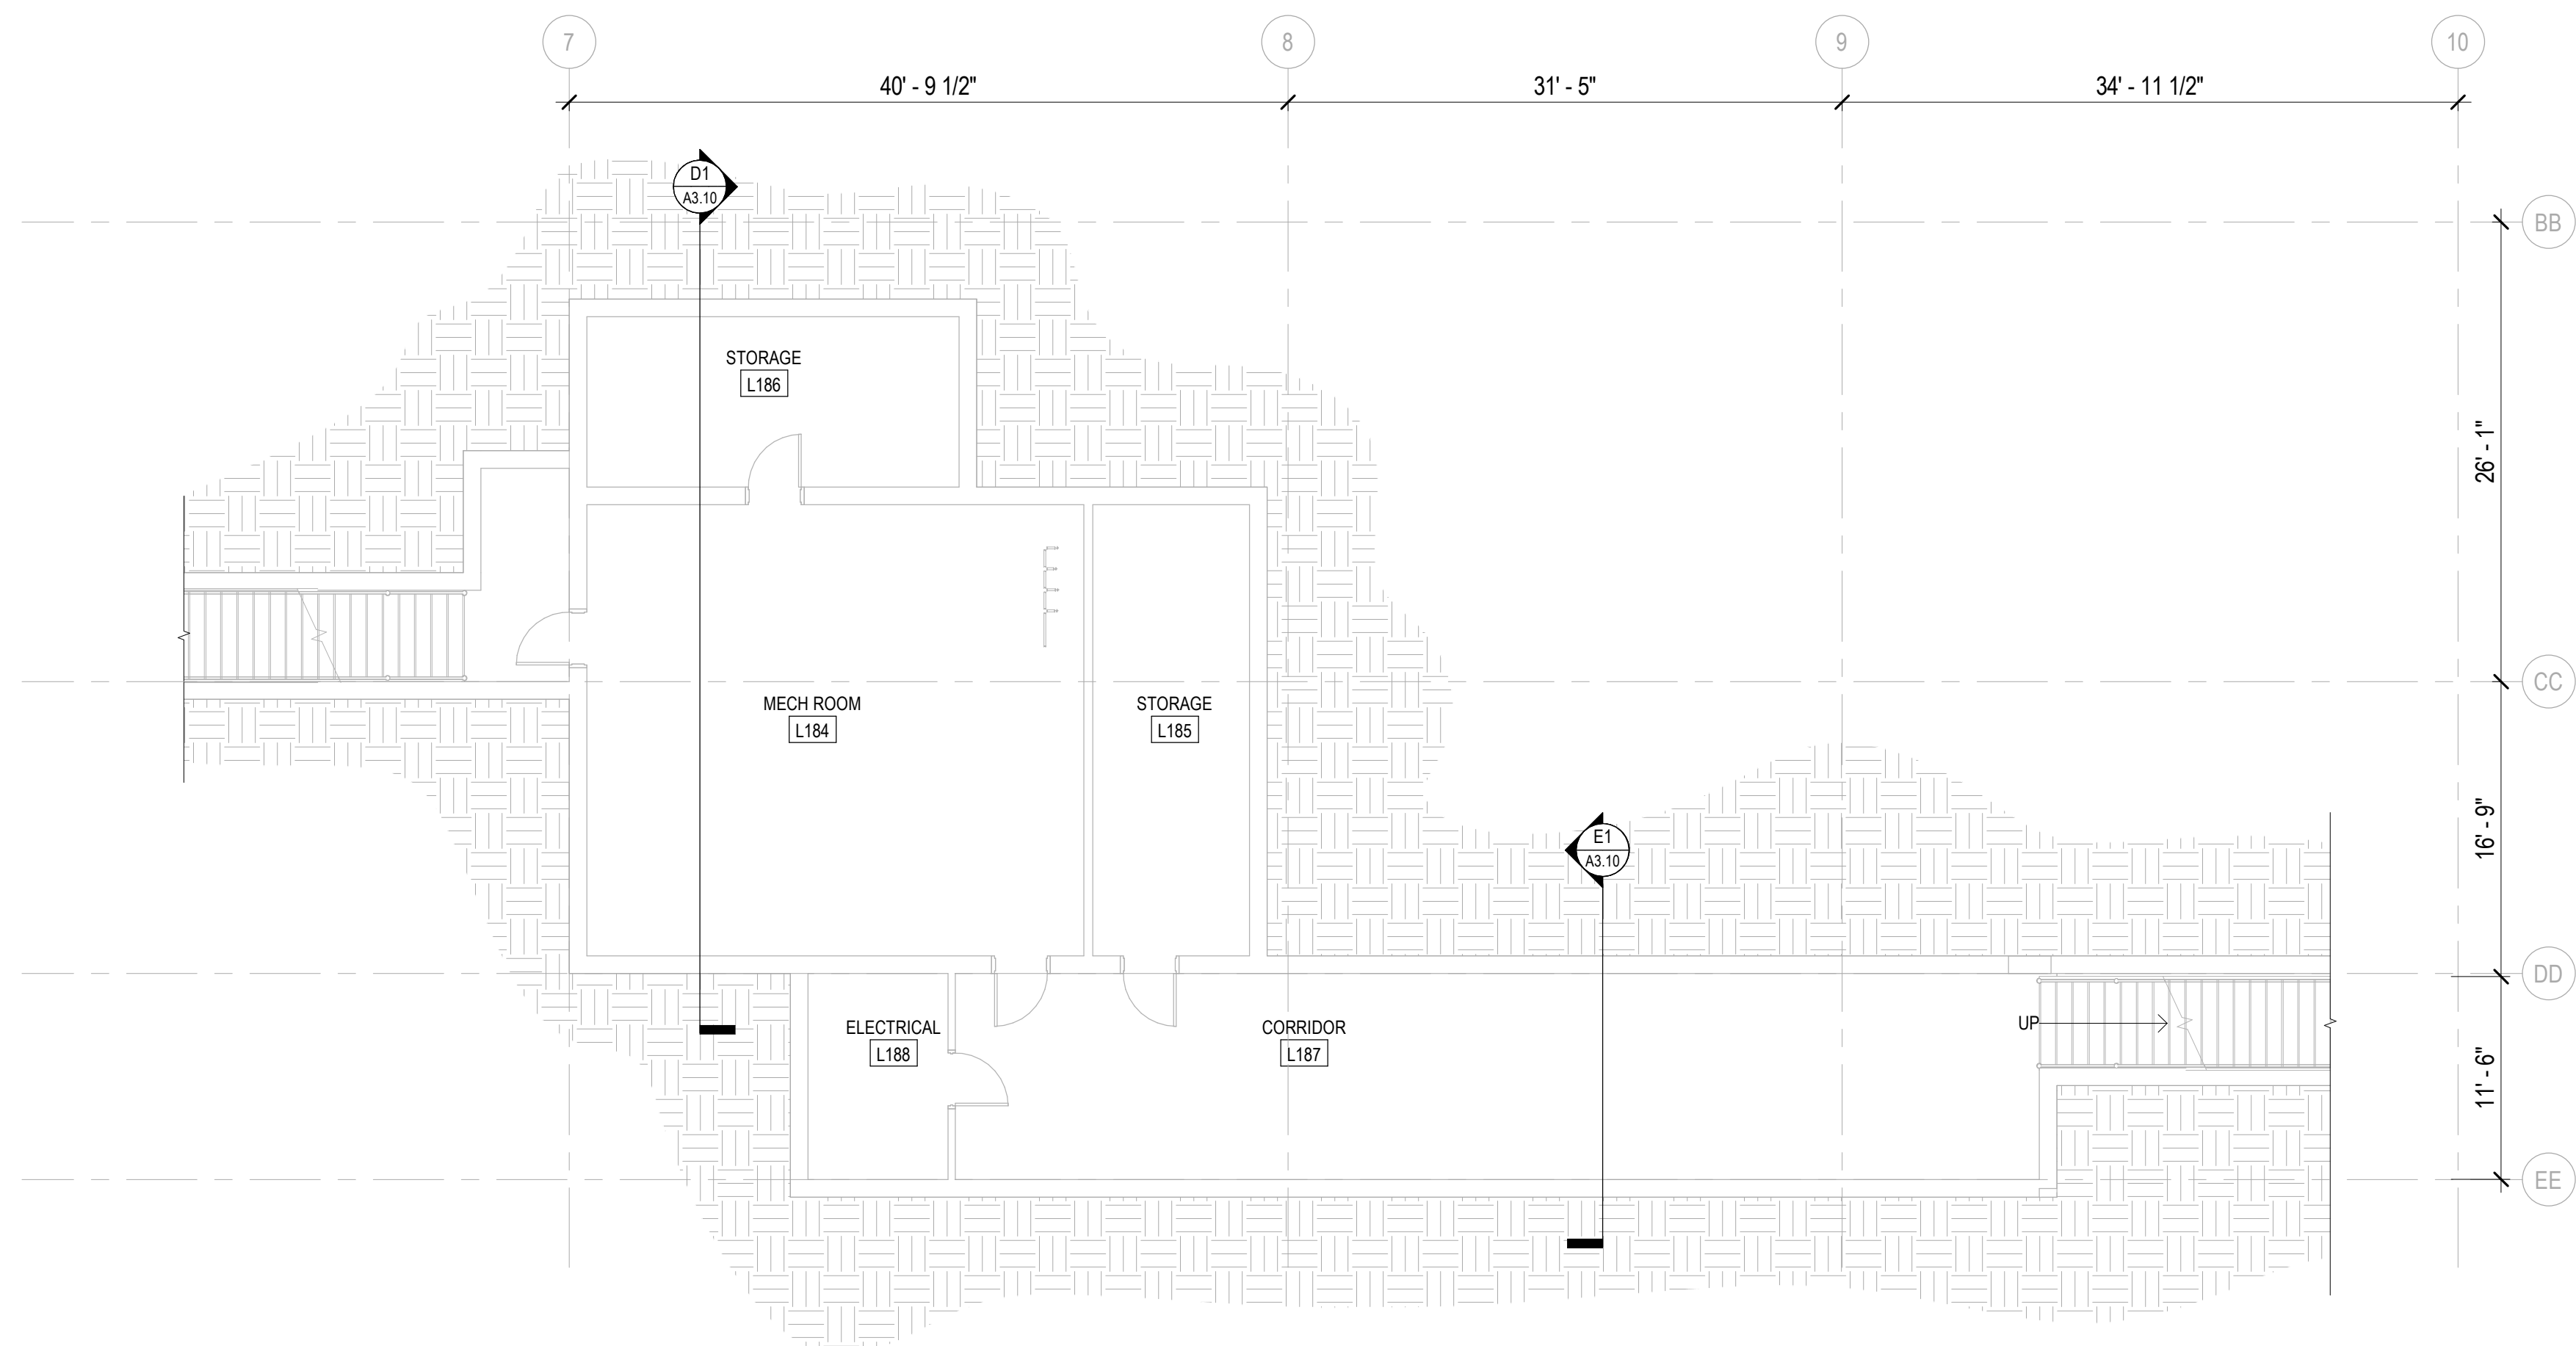 7
8
9
10
40' - 9 1/2"
31' - 5"
34' - 11 1/2"
D1
A3.10
BB
STORAGE
L186
26' - 1"
CC
MECH ROOM
L184
STORAGE
L185
16' - 9"
E1
A3.10
DD
ELECTRICAL
L188
CORRIDOR
L187
UP
11' - 6"
EE